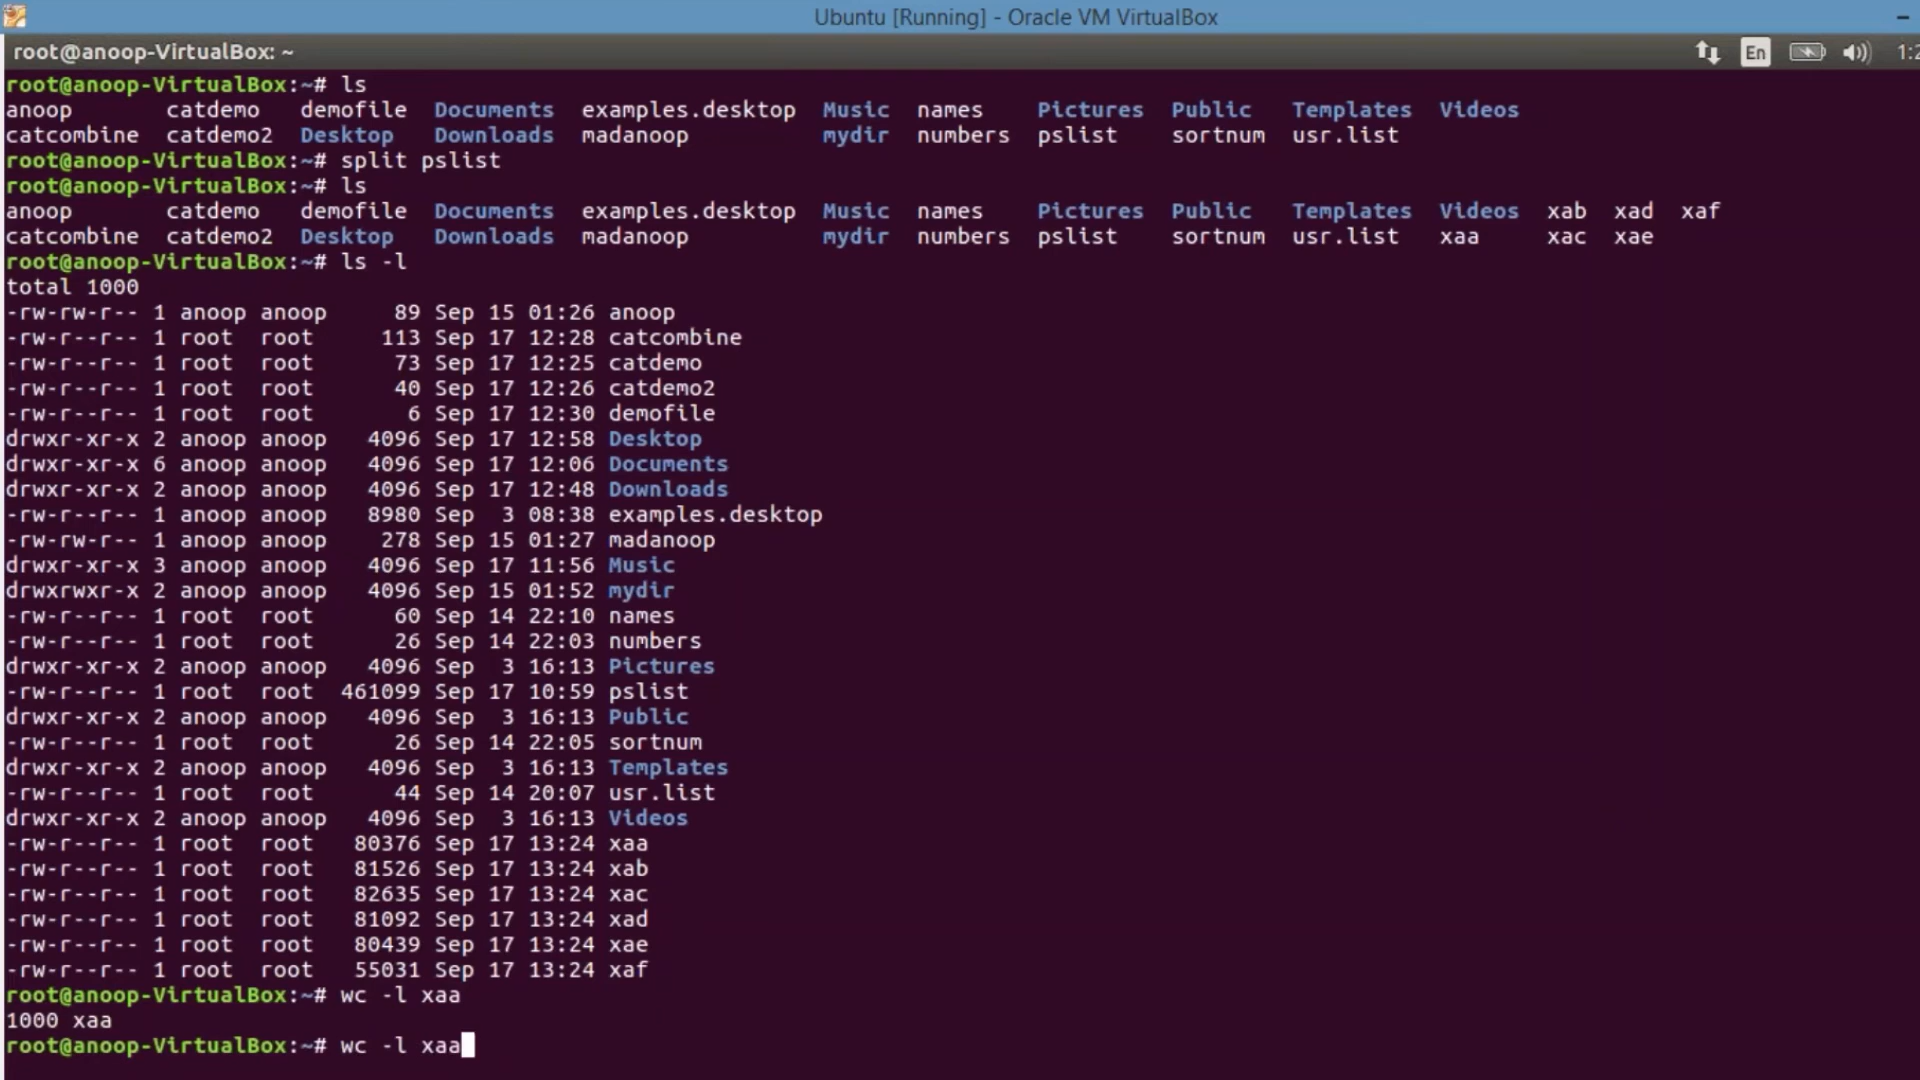 Ubuntu [Running] - Oracle VM VirtualBox
root@anoop-VirtualBox: ~ En
root@anoop-VirtualBox:~# ls
anoop catdemo demofile Documents examples.desktop Music names Pictures Public Templates Videos
catcombine catdemo2 Desktop Downloads madanoop mydir numbers pslist sortnum usr.list
root@anoop-VirtualBox:~# split pslist
root@anoop-VirtualBox:~# ls
anoop catdemo demofile Documents examples.desktop Music names Pictures Public Templates Videos xab xad xaf
catcombine catdemo2 Desktop Downloads madanoop mydir numbers pslist sortnum usr.list xaa xac xae
root@anoop-VirtualBox:~# ls -l
total 1000
-rw-rw-r-- 1 anoop anoop 89 Sep 15 01:26 anoop
-rw-r--r-- 1 root root 113 Sep 17 12:28 catcombine
-rw-r--r-- 1 root root 73 Sep 17 12:25 catdemo
-rw-r--r-- 1 root root 40 Sep 17 12:26 catdemo2
-rw-r--r-- 1 root root 6 Sep 17 12:30 demofile
drwxr-xr-x 2 anoop anoop 4096 Sep 17 12:58 Desktop
drwxr-xr-x 6 anoop anoop 4096 Sep 17 12:06 Documents
drwxr-xr-x 2 anoop anoop 4096 Sep 17 12:48 Downloads
-rw-r--r-- 1 anoop anoop 8980 Sep 3 08:38 examples.desktop
-rw-rw-r-- 1 anoop anoop 278 Sep 15 01:27 madanoop
drwxr-xr-x 3 anoop anoop 4096 Sep 17 11:56 Music
drwxrwxr-x 2 anoop anoop 4096 Sep 15 01:52 mydir
-rw-r--r-- 1 root root 60 Sep 14 22:10 names
-rw-r--r-- 1 root root 26 Sep 14 22:03 numbers
drwxr-xr-x 2 anoop anoop 4096 Sep 3 16:13 Pictures
-rw-r--r-- 1 root root 461099 Sep 17 10:59 pslist
drwxr-xr-x 2 anoop anoop 4096 Sep 3 16:13 Public
-rw-r--r-- 1 root root 26 Sep 14 22:05 sortnum
drwxr-xr-x 2 anoop anoop 4096 Sep 3 16:13 Templates
-rw-r--r-- 1 root root 44 Sep 14 20:07 usr.list
drwxr-xr-x 2 anoop anoop 4096 Sep 3 16:13 Videos
-rw-r--r-- 1 root root 80376 Sep 17 13:24 xaa
-rw-r--r-- 1 root root 81526 Sep 17 13:24 xab
-rw-r--r-- 1 root root 82635 Sep 17 13:24 xac
-rw-r--r-- 1 root root 81092 Sep 17 13:24 xad
-rw-r--r-- 1 root root 80439 Sep 17 13:24 xae
-rw-r--r-- 1 root root 55031 Sep 17 13:24 xaf
root@anoop-VirtualBox:~# wc -l xaa
1000 xaa
root@anoop-VirtualBox:~# wc -l xaa